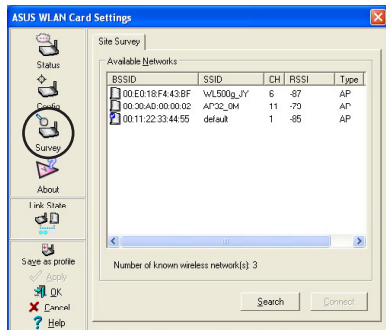 ASUS WLAN Card Settings
Status
Config
Survey
About
Link State
Save as profile
Apply
OK
Cancel
Help
Site Survey
Available Networks
BSSID SSID CH RSSI Type
00:E0:18:F4:43:BF WL500g_JY 6 -87 AP
00:30:AB:00:00:02 AP32_0M 11 -79 AP
00:11:22:33:44:55 default 1 -85 AP
Number of known wireless network(s): 3
Search
Connect